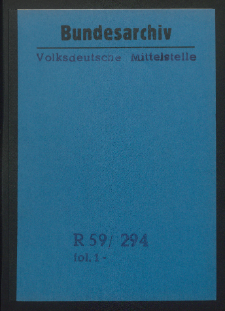 Bundesarchiv
Volksdeutsche Mittelstelle
R 59/ 294
fol. 1-